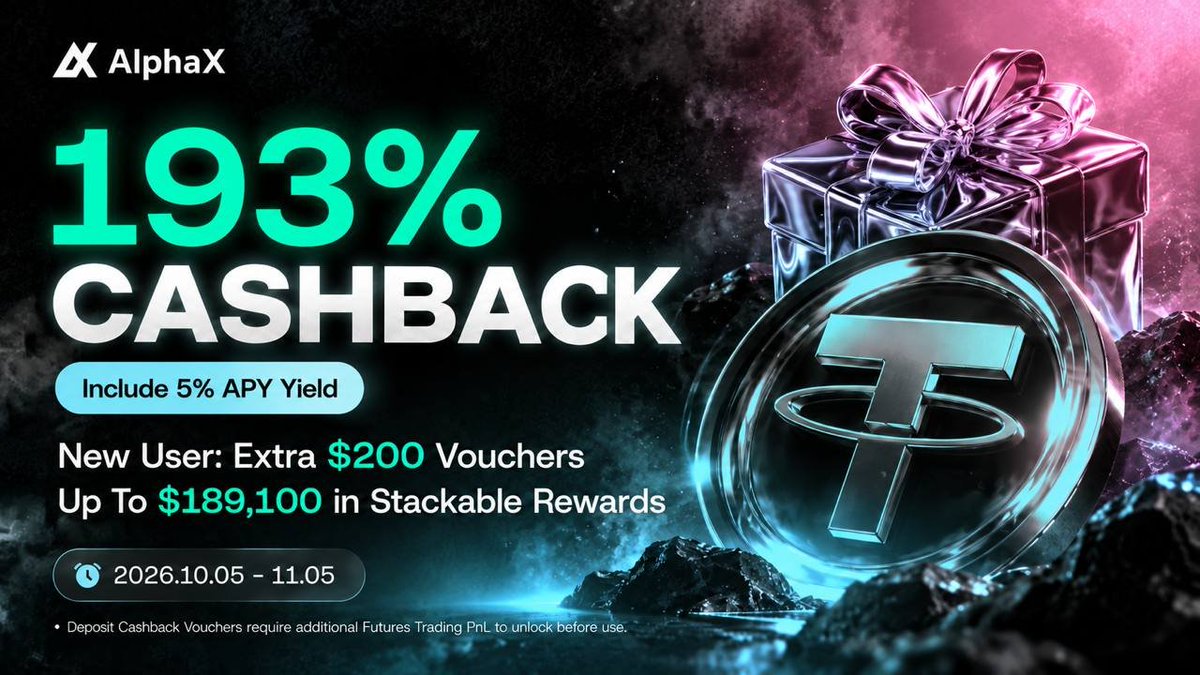 AlphaX
193%
CASHBACK
Include 5% APY Yield
New User: Extra $200 Vouchers
Up To $189,100 in Stackable Rewards
2026.10.05 - 11.05
• Deposit Cashback Vouchers require additional Futures Trading PnL to unlock before use.